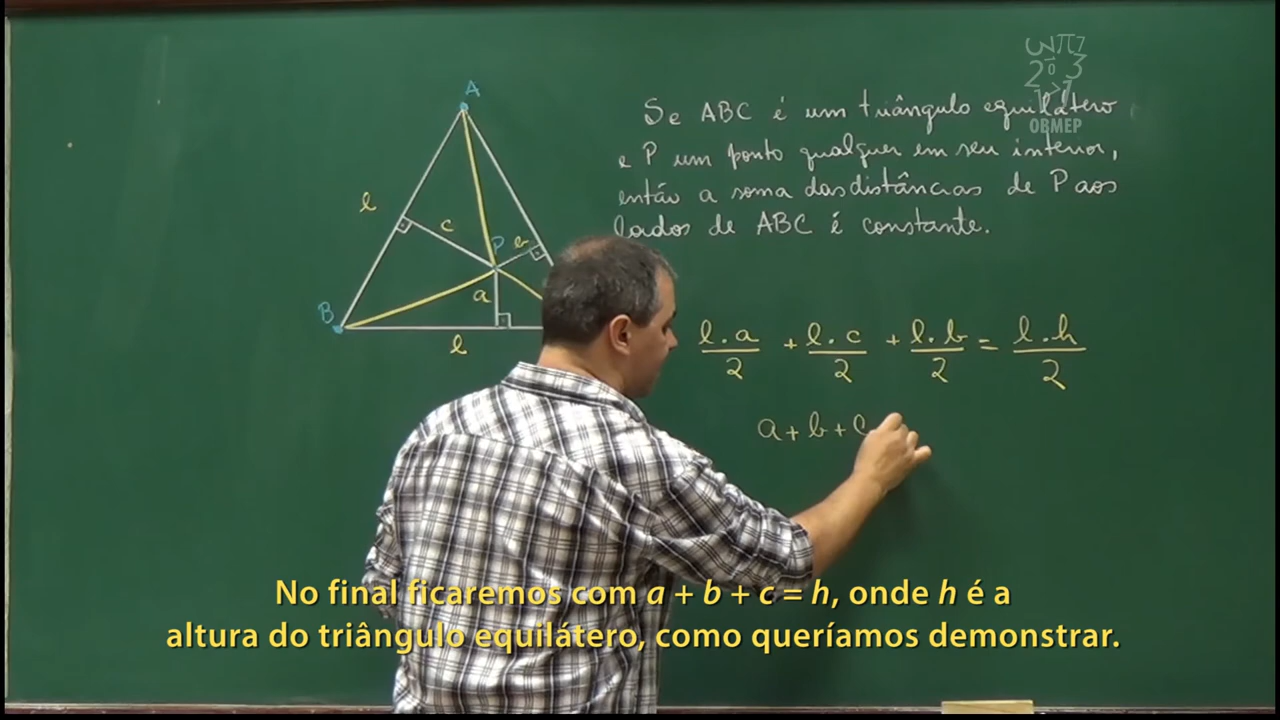 A
Se ABC é um triângulo equilátero
e P um ponto qualquer em seu interior,
então a soma das distâncias de P aos
lados de ABC é constante.
OBMEP
l
c
P
b
a
B
l
l.a/2 + l.c/2 + l.b/2 = l.h/2
a+b+c
No final ficaremos com a + b + c = h, onde h é a
altura do triângulo equilátero, como queríamos demonstrar.